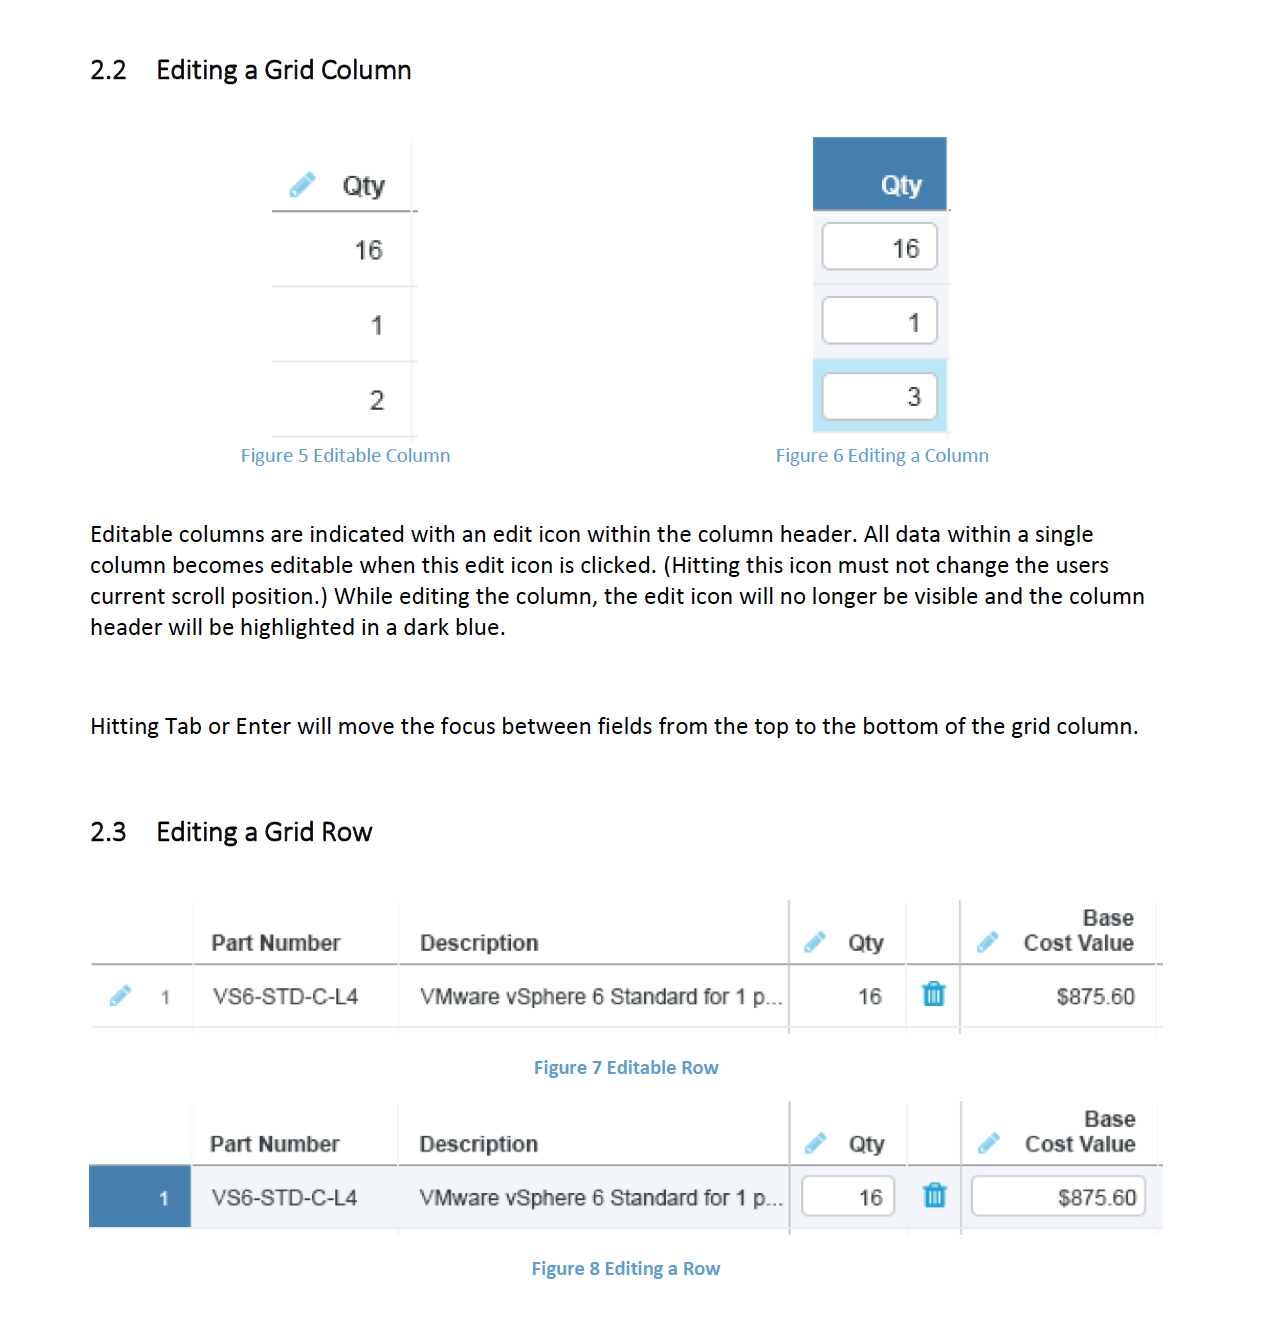 2.2 Editing a Grid Column
Qty
16
1
2
Figure 5 Editable Column
Qty
16
1
3
Figure 6 Editing a Column
Editable columns are indicated with an edit icon within the column header. All data within a single
column becomes editable when this edit icon is clicked. (Hitting this icon must not change the users
current scroll position.) While editing the column, the edit icon will no longer be visible and the column
header will be highlighted in a dark blue.
Hitting Tab or Enter will move the focus between fields from the top to the bottom of the grid column.
2.3 Editing a Grid Row
Base
Part Number Description Qty Cost Value
1 VS6-STD-C-L4 VMware vSphere 6 Standard for 1 p... 16 $875.60
Figure 7 Editable Row
Base
Part Number Description Qty Cost Value
1 VS6-STD-C-L4 VMware vSphere 6 Standard for 1 p... 16 $875.60
Figure 8 Editing a Row